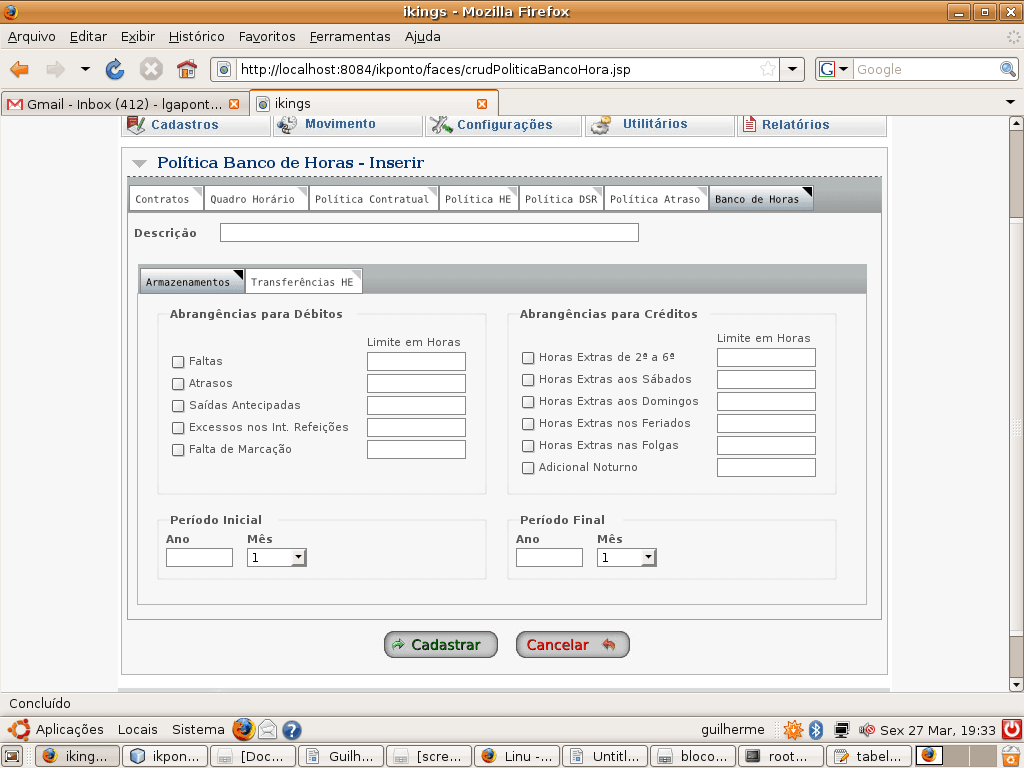 ikings - Mozilla Firefox
Arquivo Editar Exibir Histórico Favoritos Ferramentas Ajuda
http://localhost:8084/ikponto/faces/crudPoliticaBancoHora.jsp
G Google
Gmail - Inbox (412) - lgapont... ikings
Cadastros Movimento Configurações Utilitários Relatórios
Política Banco de Horas - Inserir
Contratos Quadro Horário Política Contratual Política HE Política DSR Política Atraso Banco de Horas
Descrição
Armazenamentos Transferências HE
Abrangências para Débitos
Limite em Horas
Faltas
Atrasos
Saídas Antecipadas
Excessos nos Int. Refeições
Falta de Marcação
Abrangências para Créditos
Limite em Horas
Horas Extras de 2ª a 6ª
Horas Extras aos Sábados
Horas Extras aos Domingos
Horas Extras nos Feriados
Horas Extras nas Folgas
Adicional Noturno
Período Inicial
Ano Mês
1
Período Final
Ano Mês
1
Cadastrar Cancelar
Concluído
Aplicações Locais Sistema ? guilherme Sex 27 Mar, 19:33
iking... ikpon... [Doc... Guilh... [scre... Linu -... Untitl... bloco... root... tabel...